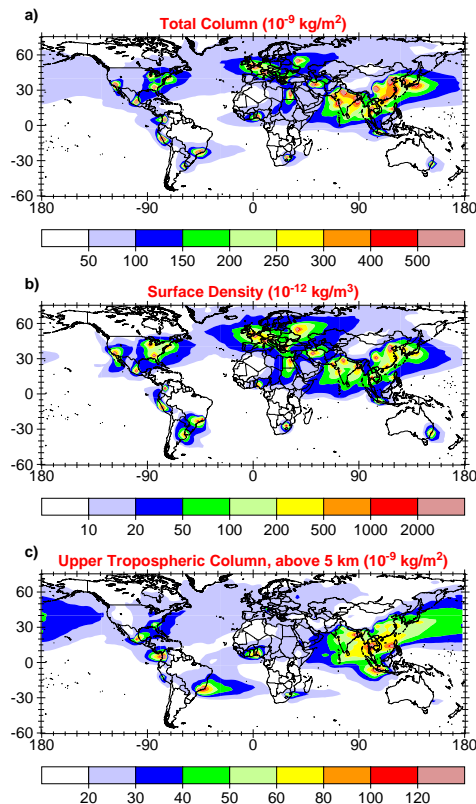 a)
Total Column (10⁻⁹ kg/m²)
60
30
0
-30
-60
-180 -90 0 90 180
50 100 150 200 250 300 400 500
b)
Surface Density (10⁻¹² kg/m³)
60
30
0
-30
-60
-180 -90 0 90 180
10 20 50 100 200 500 1000 2000
c)
Upper Tropospheric Column, above 5 km (10⁻⁹ kg/m²)
60
30
0
-30
-60
-180 -90 0 90 180
20 30 40 50 60 80 100 120